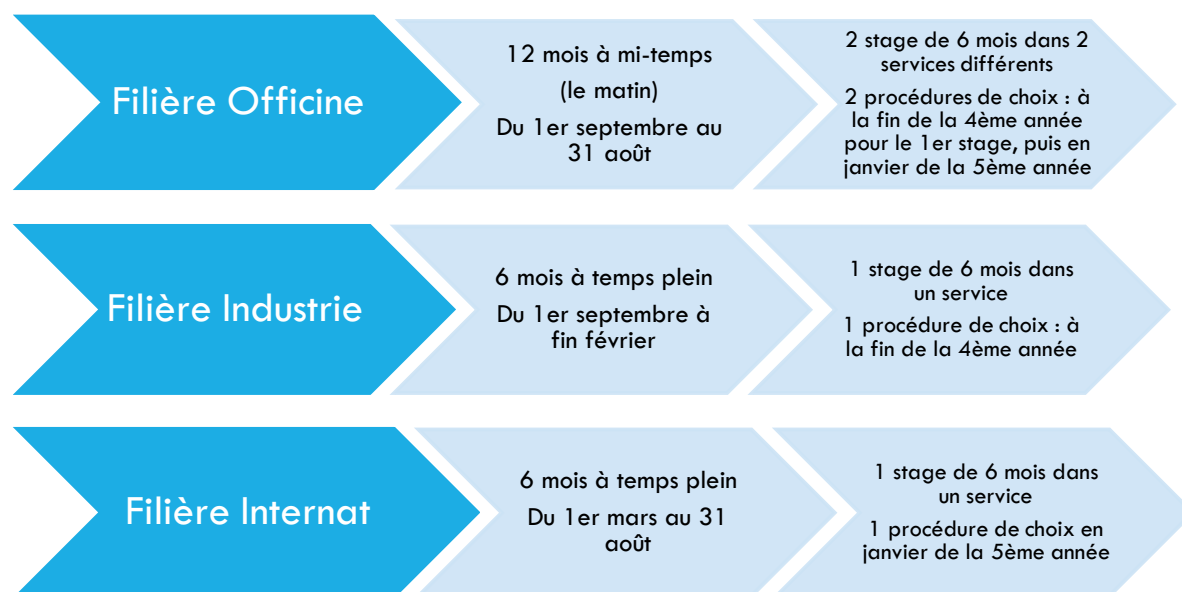 Filière Officine
12 mois à mi-temps
(le matin)
Du 1er septembre au
31 août
2 stage de 6 mois dans 2
services différents
2 procédures de choix : à
la fin de la 4ème année
pour le 1er stage, puis en
janvier de la 5ème année
Filière Industrie
6 mois à temps plein
Du 1er septembre à
fin février
1 stage de 6 mois dans
un service
1 procédure de choix : à
la fin de la 4ème année
Filière Internat
6 mois à temps plein
Du 1er mars au 31
août
1 stage de 6 mois dans
un service
1 procédure de choix en
janvier de la 5ème année